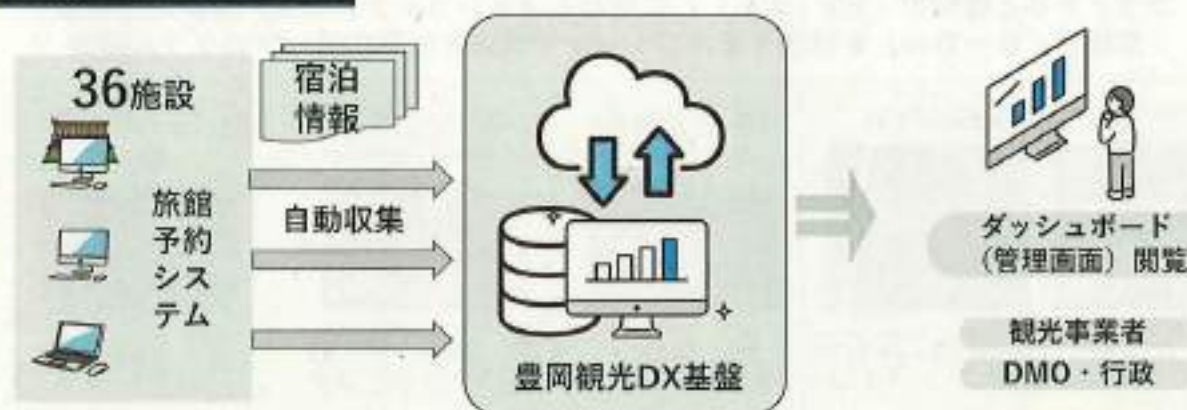 36施設
旅館
予約
シス
テム
宿泊
情報
自動収集
豊岡観光DX基盤
ダッシュボード
（管理画面）閲覧
観光事業者
DMO・行政